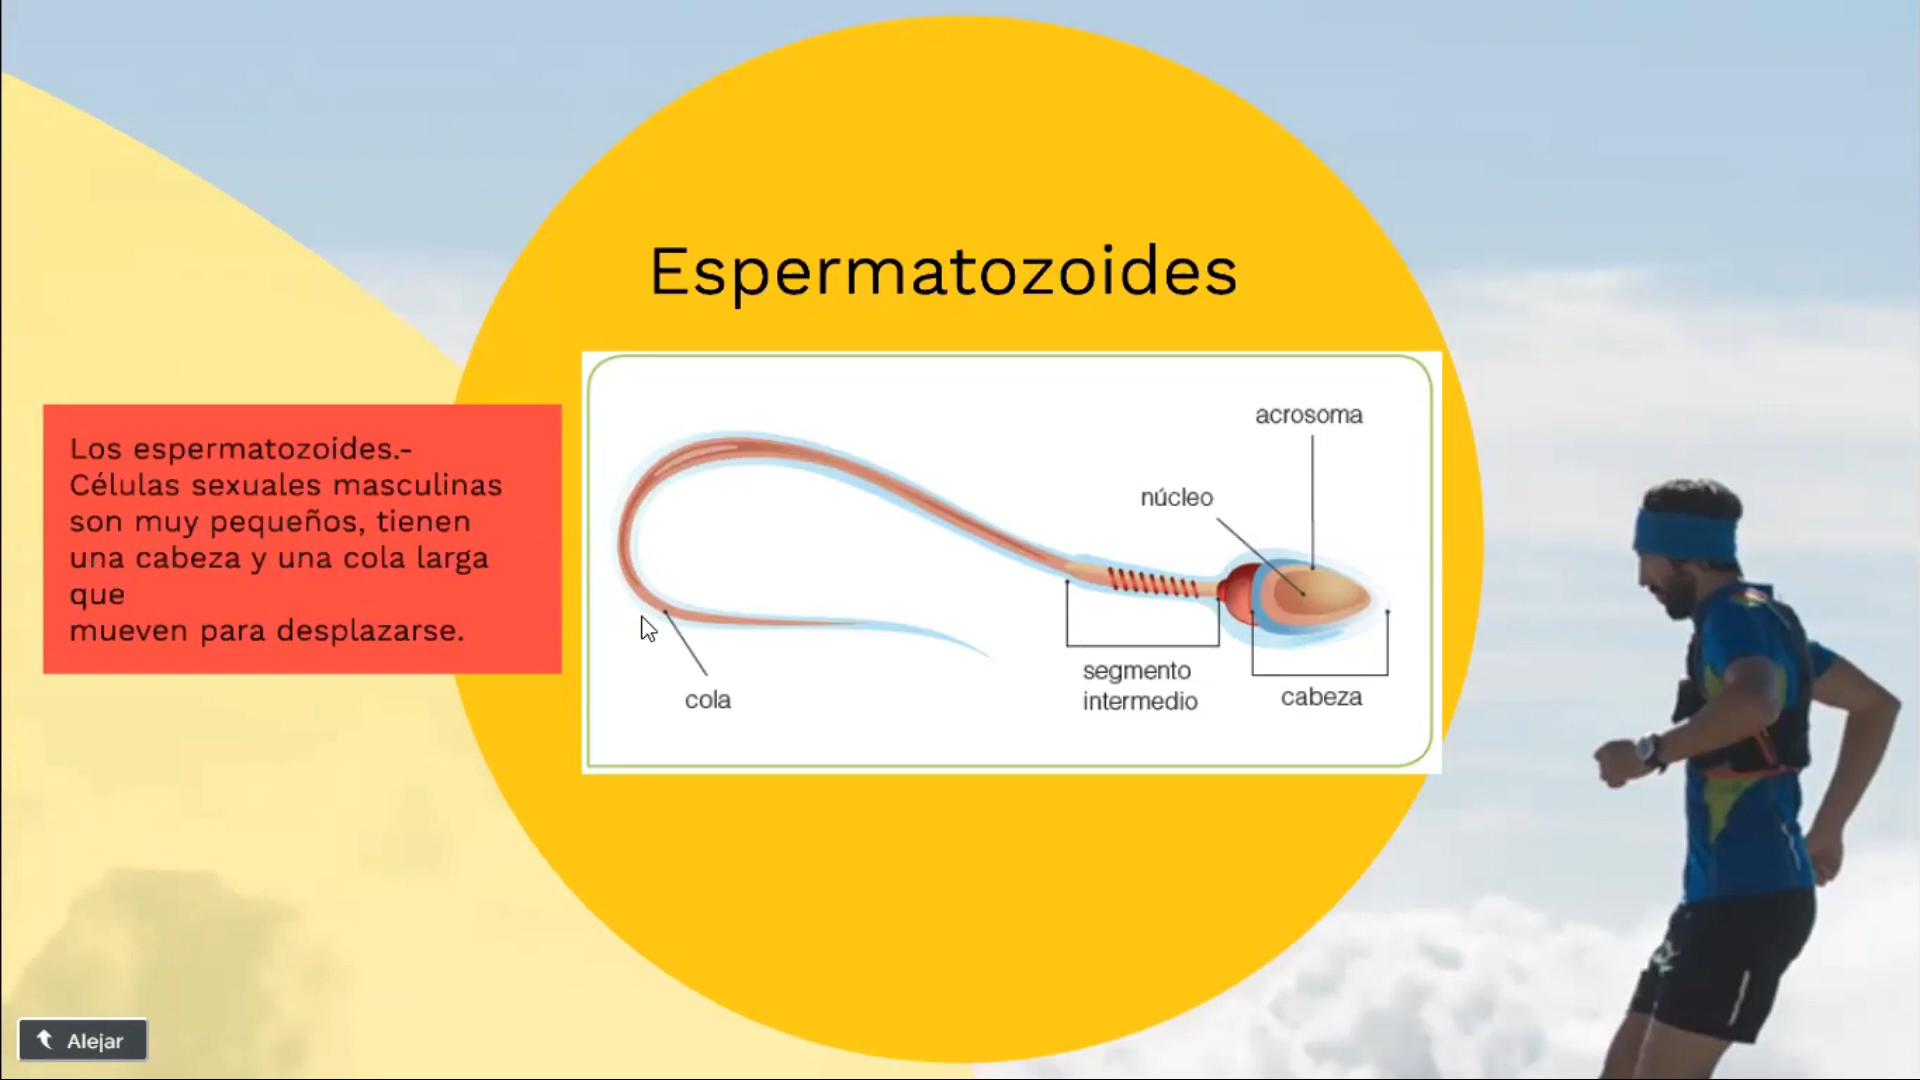 Espermatozoides
Los espermatozoides.-
Células sexuales masculinas
son muy pequeños, tienen
una cabeza y una cola larga
que
mueven para desplazarse.
acrosoma
núcleo
segmento
intermedio
cabeza
cola
Alejar